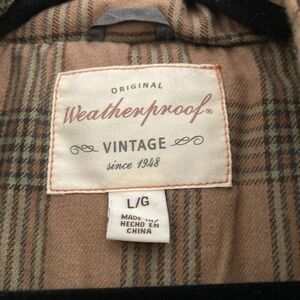 ORIGINAL
Weatherproof®
VINTAGE
since 1948
L/G
MADE IN/
HECHO EN
CHINA